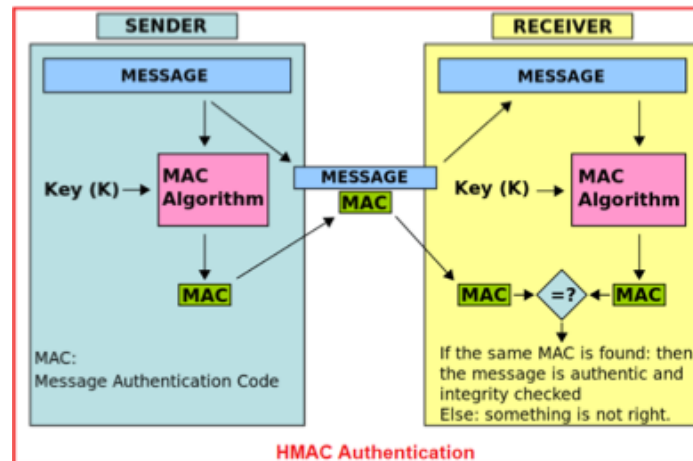 SENDER
MESSAGE
Key (K)
MAC
Algorithm
MAC
MAC:
Message Authentication Code
MESSAGE
MAC
RECEIVER
MESSAGE
Key (K)
MAC
Algorithm
MAC
=?
MAC
If the same MAC is found: then
the message is authentic and
integrity checked
Else: something is not right.
HMAC Authentication